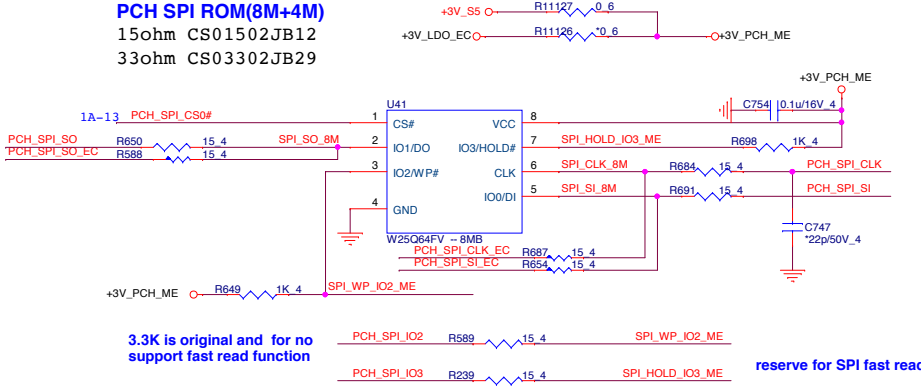 PCH SPI ROM(8M+4M)
15ohm CS01502JB12
33ohm CS03302JB29
+3V_S5 R11127 0_6
+3V_LDO_EC R11126 *0_6 +3V_PCH_ME
+3V_PCH_ME
C754 0.1u/16V_4
1A-13 PCH_SPI_CS0#
U41
1 CS# VCC 8
PCH_SPI_SO R650 15_4 SPI_SO_8M 2 IO1/DO IO3/HOLD# 7 SPI_HOLD_IO3_ME R698 1K_4
PCH_SPI_SO_EC R588 15_4
3 IO2/WP# CLK 6 SPI_CLK_8M R684 15_4 PCH_SPI_CLK
IO0/DI 5 SPI_SI_8M R691 15_4 PCH_SPI_SI
4 GND
W25Q64FV -- 8MB
C747
*22p/50V_4
PCH_SPI_CLK_EC R687 15_4
PCH_SPI_SI_EC R654 15_4
+3V_PCH_ME R649 1K_4 SPI_WP_IO2_ME
3.3K is original and for no
support fast read function
PCH_SPI_IO2 R589 15_4 SPI_WP_IO2_ME
PCH_SPI_IO3 R239 15_4 SPI_HOLD_IO3_ME
reserve for SPI fast read